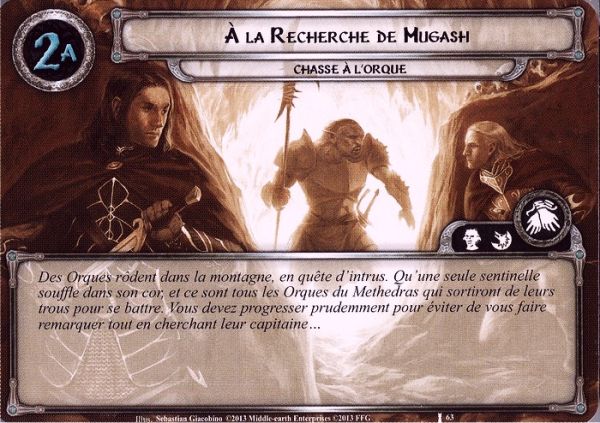 2A
À la Recherche de Mugash
CHASSE À L'ORQUE
Des Orques rôdent dans la montagne, en quête d'intrus. Qu'une seule sentinelle
souffle dans son cor, et ce sont tous les Orques du Methedras qui sortiront de leurs
trous pour se battre. Vous devez progresser prudemment pour éviter de vous faire
remarquer tout en cherchant leur capitaine…
Illus. Sebastian Giacobino ©2013 Middle-earth Enterprises ©2013 FFG 63